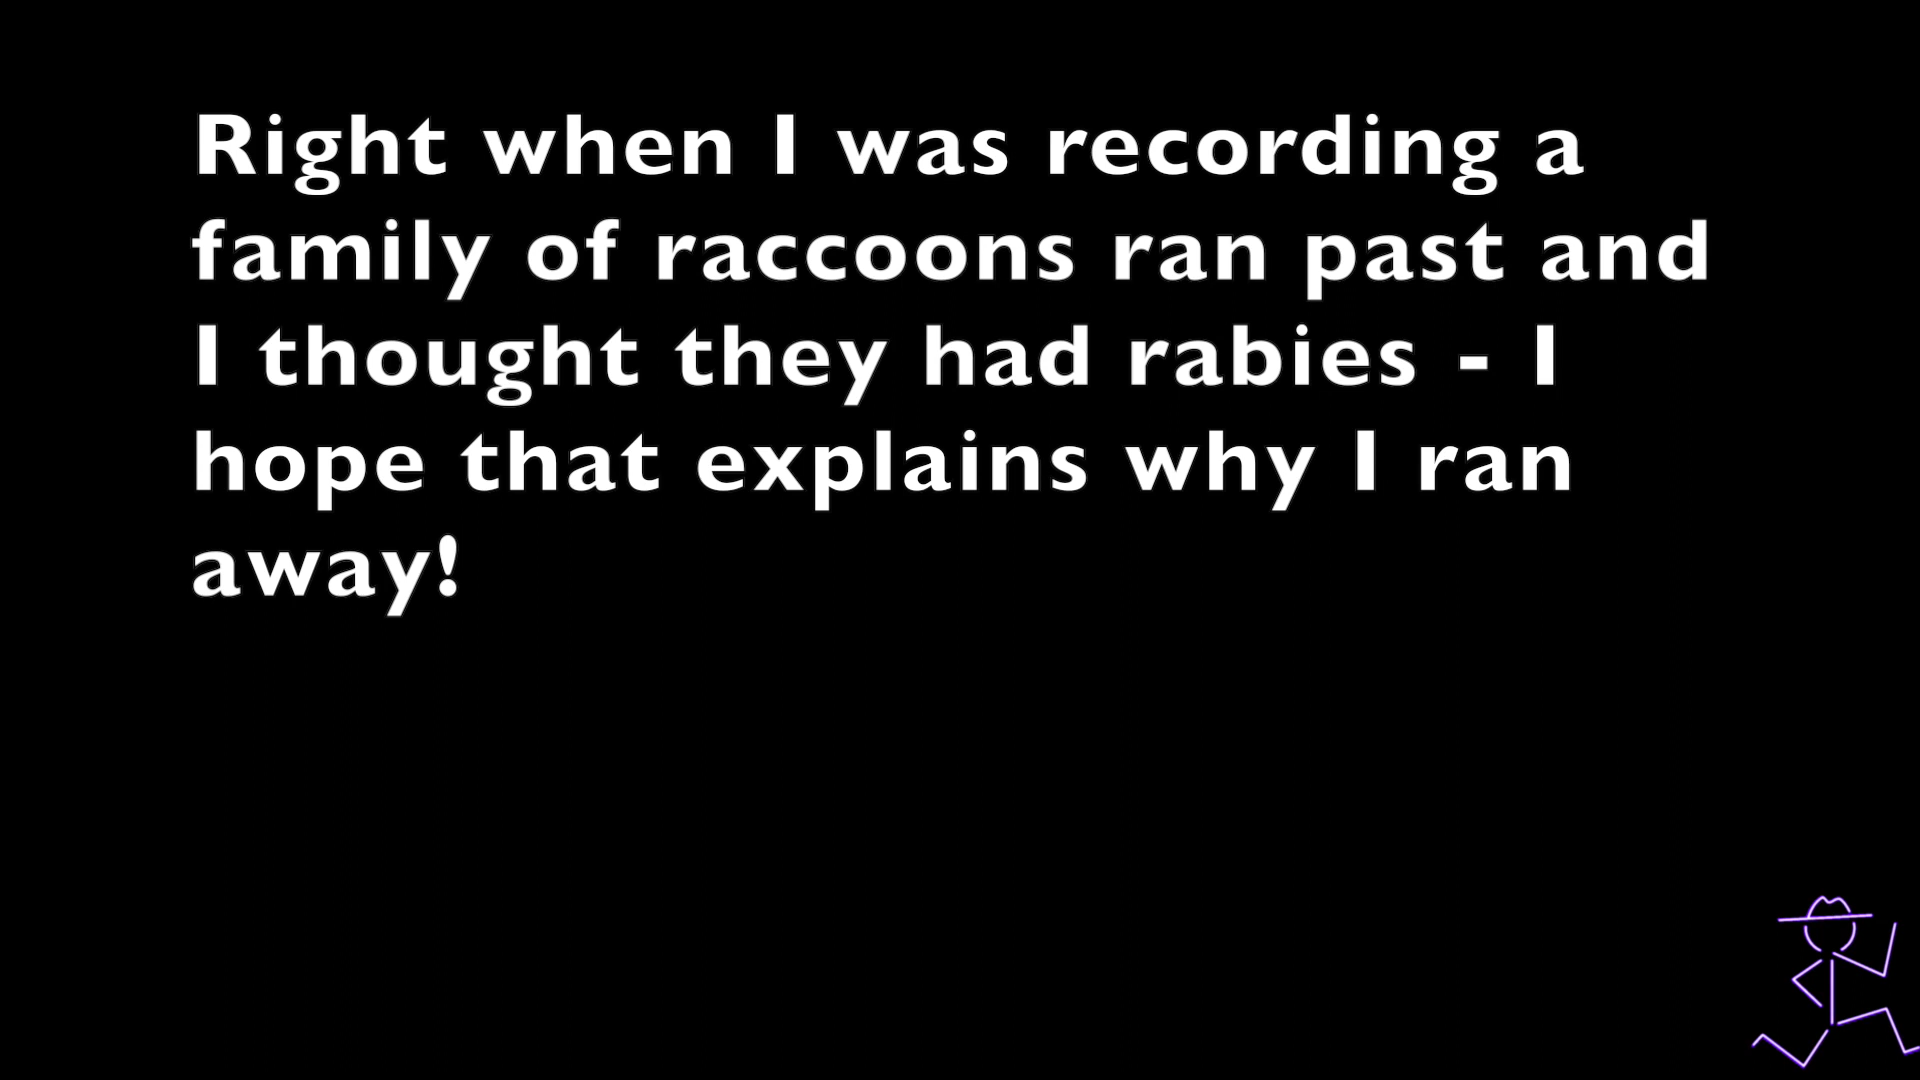 Right when I was recording a
family of raccoons ran past and
I thought they had rabies - I
hope that explains why I ran
away!